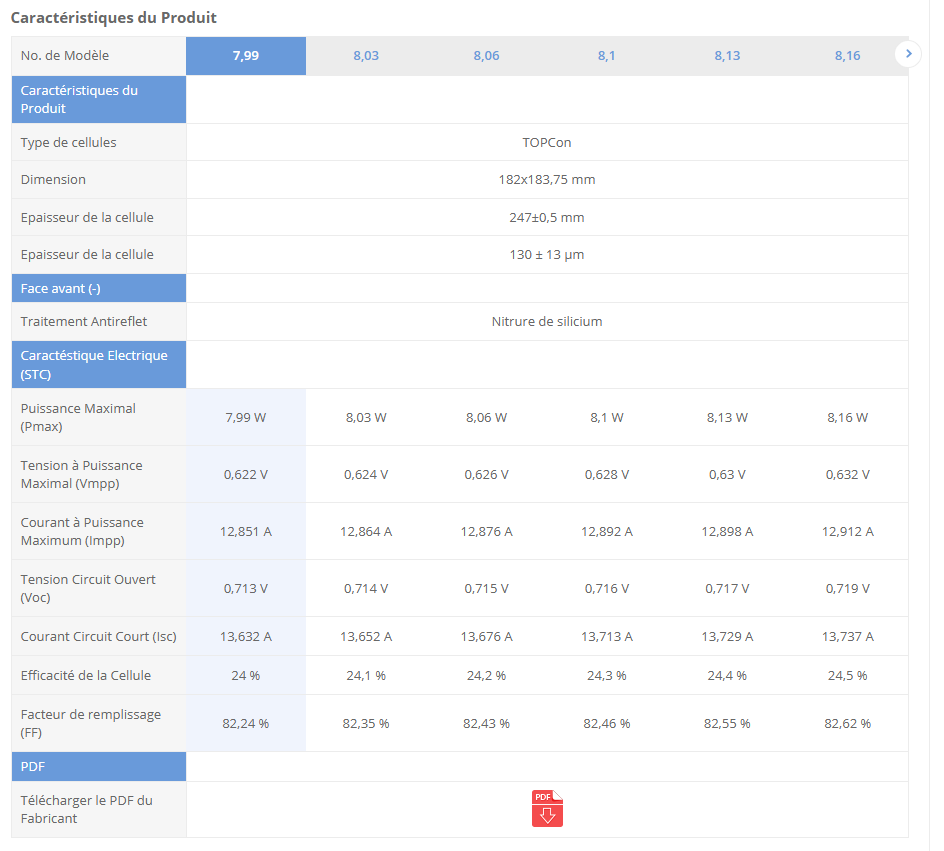 Caractéristiques du Produit
No. de Modèle 7,99 8,03 8,06 8,1 8,13 8,16
Caractéristiques du
Produit
Type de cellules TOPCon
Dimension 182x183,75 mm
Epaisseur de la cellule 247±0,5 mm
Epaisseur de la cellule 130 ± 13 µm
Face avant (-)
Traitement Antireflet Nitrure de silicium
Caractéstique Electrique
(STC)
Puissance Maximal
(Pmax) 7,99 W 8,03 W 8,06 W 8,1 W 8,13 W 8,16 W
Tension à Puissance
Maximal (Vmpp) 0,622 V 0,624 V 0,626 V 0,628 V 0,63 V 0,632 V
Courant à Puissance
Maximum (Impp) 12,851 A 12,864 A 12,876 A 12,892 A 12,898 A 12,912 A
Tension Circuit Ouvert
(Voc) 0,713 V 0,714 V 0,715 V 0,716 V 0,717 V 0,719 V
Courant Circuit Court (Isc) 13,632 A 13,652 A 13,676 A 13,713 A 13,729 A 13,737 A
Efficacité de la Cellule 24 % 24,1 % 24,2 % 24,3 % 24,4 % 24,5 %
Facteur de remplissage
(FF) 82,24 % 82,35 % 82,43 % 82,46 % 82,55 % 82,62 %
PDF
Télécharger le PDF du
Fabricant PDF